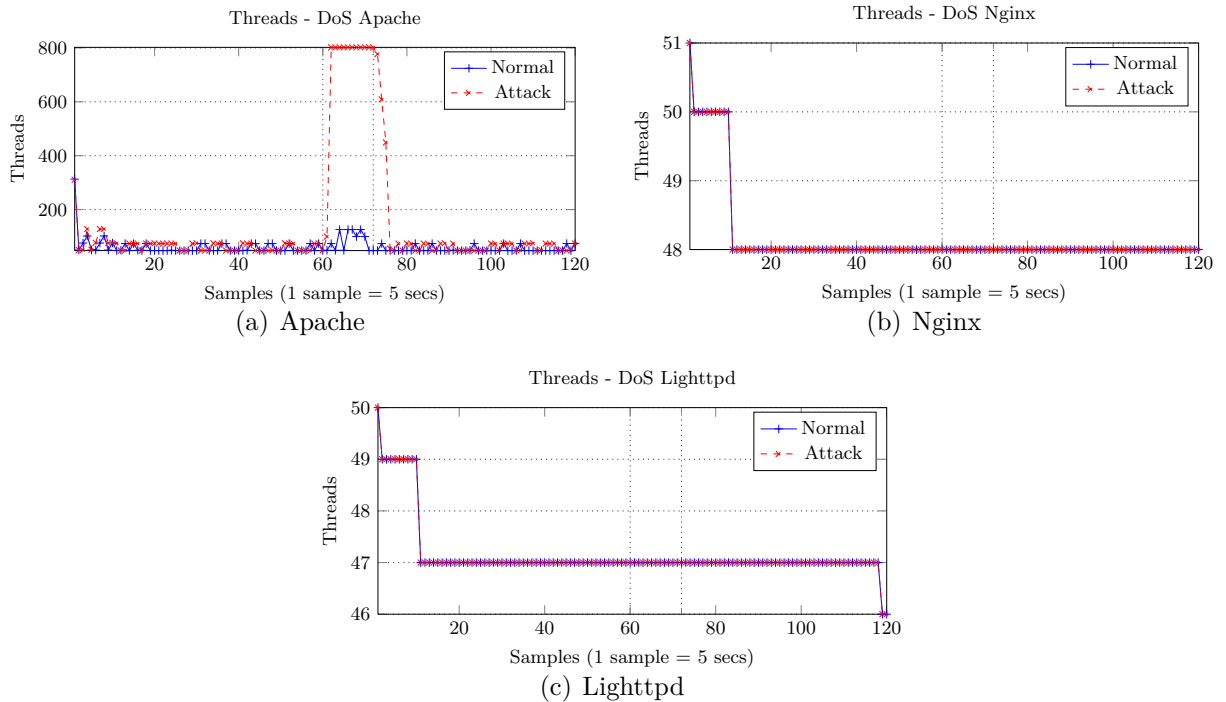 Threads - DoS Apache
800
600
400
200
20 40 60 80 100 120
Threads
Samples (1 sample = 5 secs)
Normal
Attack
(a) Apache
Threads - DoS Nginx
51
50
49
48
20 40 60 80 100 120
Threads
Samples (1 sample = 5 secs)
Normal
Attack
(b) Nginx
Threads - DoS Lighttpd
50
49
48
47
46
20 40 60 80 100 120
Threads
Samples (1 sample = 5 secs)
Normal
Attack
(c) Lighttpd